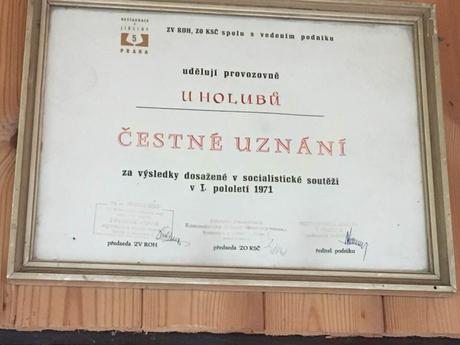 RESTAURACE
JÍDELNY
5
PRAHA
ZV ROH, ZO KSČ spolu s vedením podniku
udělují provozovně
U HOLUBŮ
ČESTNÉ UZNÁNÍ
za výsledky dosažené v socialistické soutěži
v I. pololetí 1971
předseda ZV ROH
předseda ZO KSČ
ředitel podniku